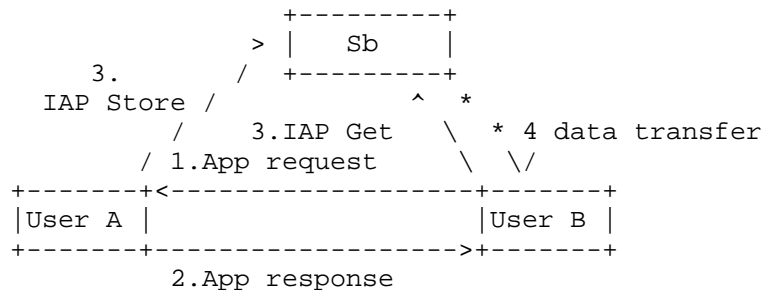 Sb
3.
IAP Store
3.IAP Get
4 data transfer
1.App request
User A
User B
2.App response